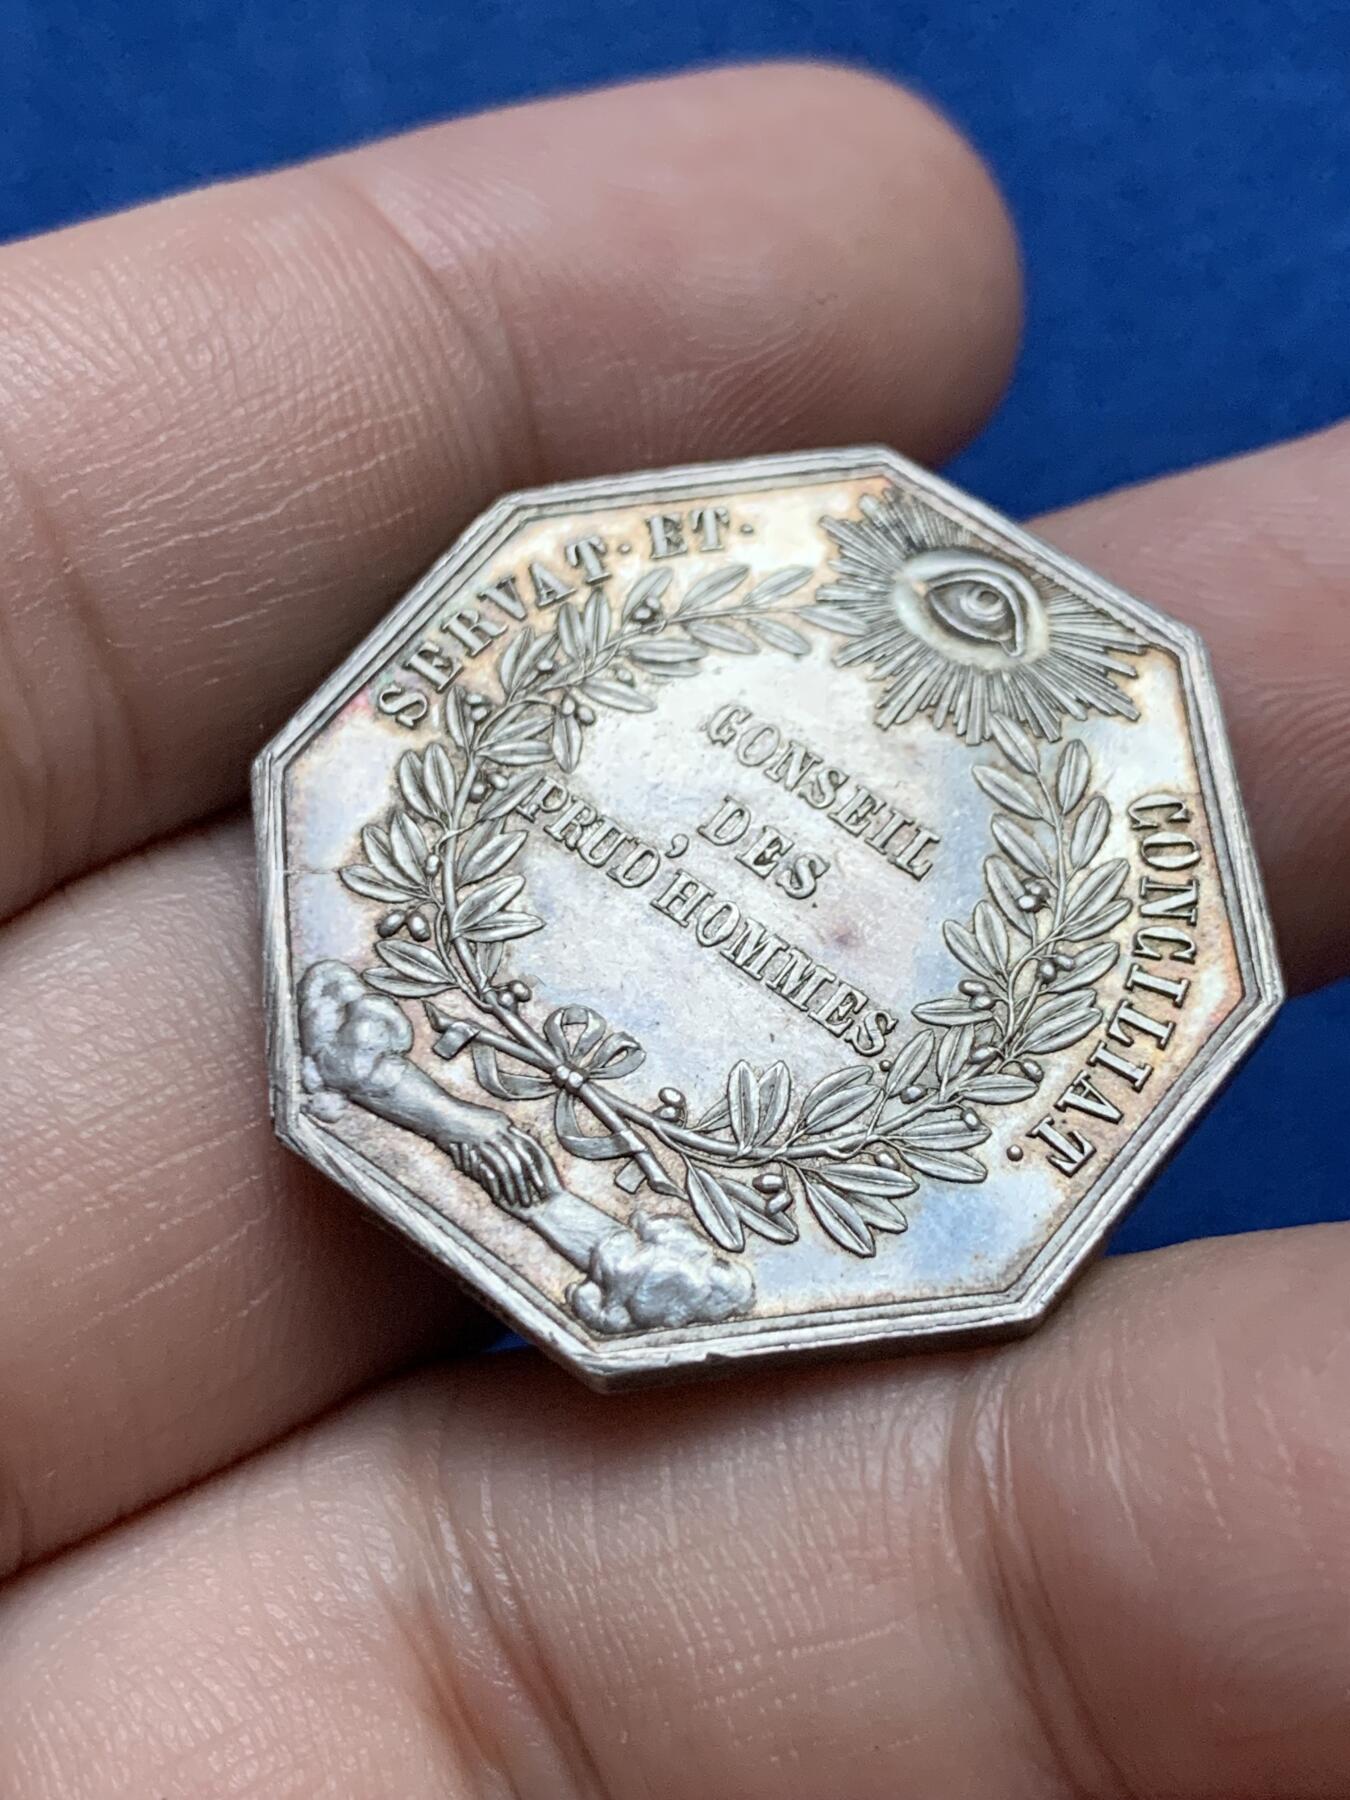 SERVAT · ET ·
CONCILIAT ·
CONSEIL
DES
PRUD'HOMMES.